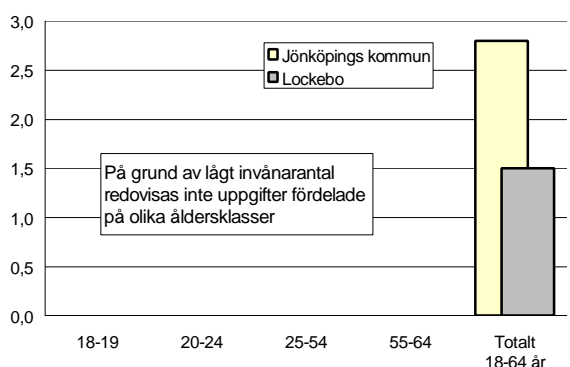 3,0
2,5
2,0
1,5
1,0
0,5
0,0
Jönköpings kommun
Lockebo
På grund av lågt invånarantal
redovisas inte uppgifter fördelade
på olika åldersklasser
18-19 20-24 25-54 55-64 Totalt
18-64 år